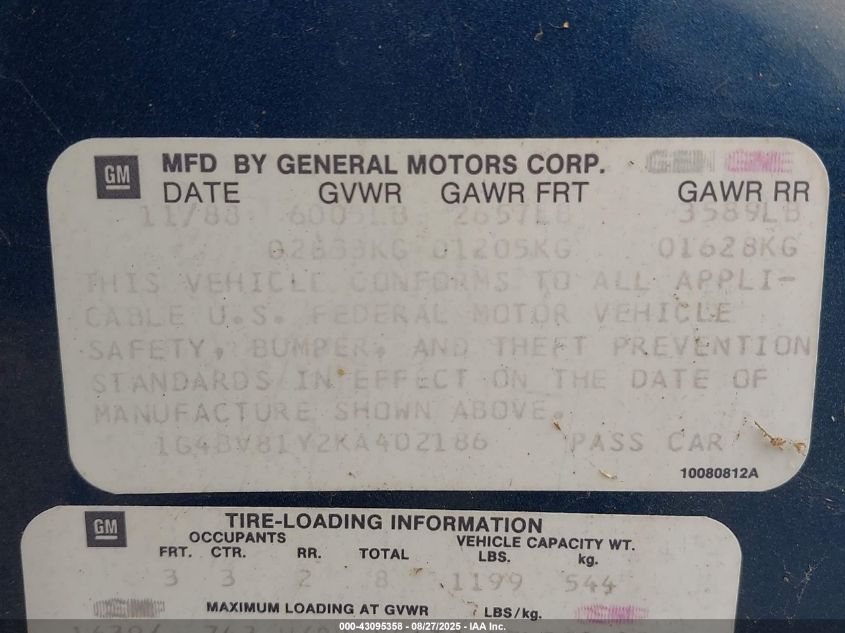 GM MFD BY GENERAL MOTORS CORP. GEN GME
DATE GVWR GAWR FRT GAWR RR
11/88 2657LB 3589LB
02833KG 01205KG 01628KG
THIS VEHICLE CONFORMS TO ALL APPLI-
CABLE U.S. FEDERAL MOTOR VEHICLE
SAFETY, BUMPER, AND THEFT PREVENTION
STANDARDS IN EFFECT ON THE DATE OF
MANUFACTURE SHOWN ABOVE.
1G4BV81Y2KA402186 PASS CAR
10080812A
GM TIRE-LOADING INFORMATION
OCCUPANTS VEHICLE CAPACITY WT.
FRT. CTR. RR. TOTAL LBS. kg.
3 3 2 8 1199 544
MAXIMUM LOADING AT GVWR LBS/kg.
000-43095358 - 08/27/2025 - IAA Inc.